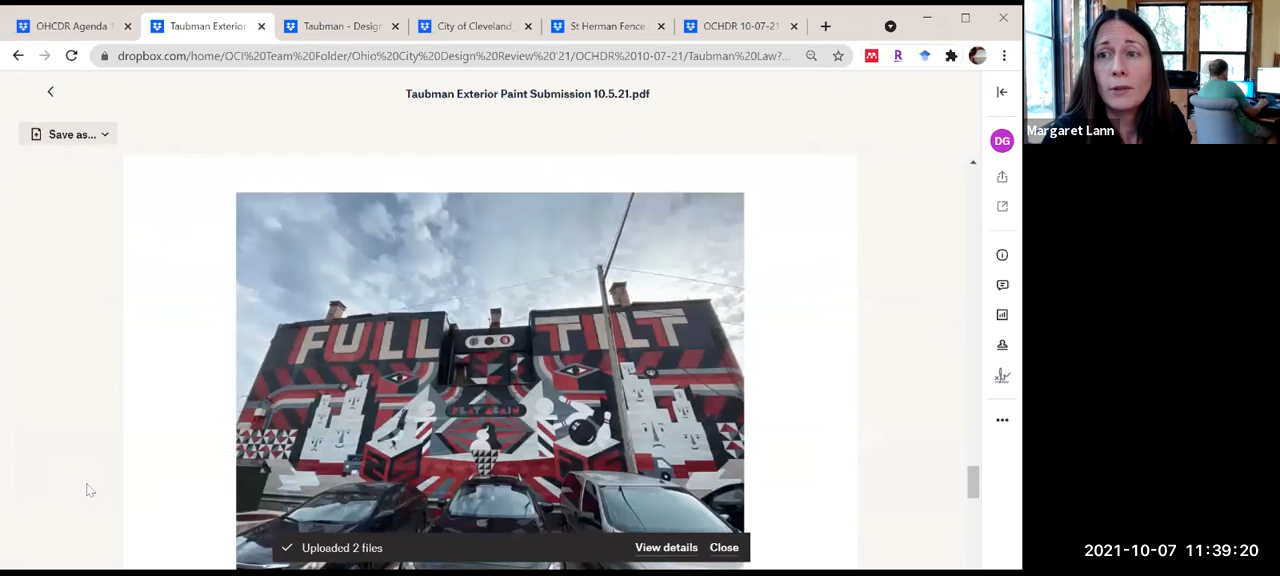 OHCDR Agenda 1
Taubman Exterior
Taubman - Design
City of Cleveland
St Herman Fence
OCHDR 10-07-21
dropbox.com/home/OCI%20Team%20Folder/Ohio%20City%20Design%20Review%20'21/OCHDR%2010-07-21/Taubman%20Law?...
Taubman Exterior Paint Submission 10.5.21.pdf
Save as...
DG
FULL TILT
PLAY AGAIN
Uploaded 2 files
View details
Close
Margaret Lann
2021-10-07 11:39:20